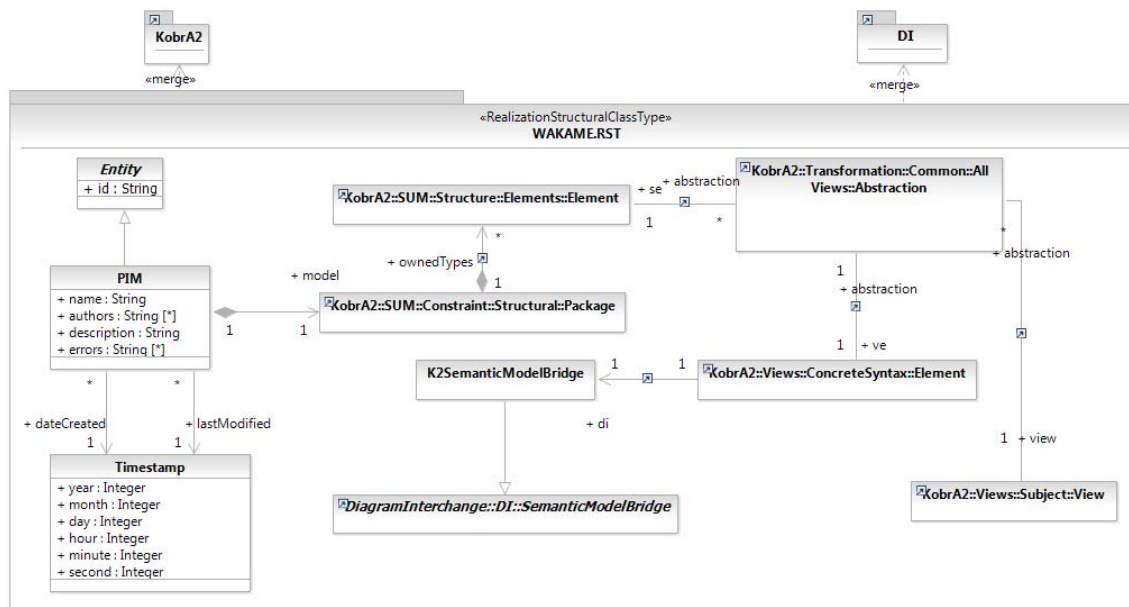 KobrA2
DI
«merge»
«merge»
«RealizationStructuralClassType»
WAKAME.RST
Entity
+ id : String
KobrA2::SUM::Structure::Elements::Element
+ se
+ abstraction
1
*
KobrA2::Transformation::Common::All
Views::Abstraction
*
+ abstraction
*
+ ownedTypes
1
PIM
+ name : String
+ authors : String [*]
+ description : String
+ errors : String [*]
+ model
1
1
KobrA2::SUM::Constraint::Structural::Package
1
+ abstraction
1
+ ve
K2SemanticModelBridge
1
1
KobrA2::Views::ConcreteSyntax::Element
+ di
*
*
+ dateCreated
+ lastModified
1
1
1
+ view
Timestamp
+ year : Integer
+ month : Integer
+ day : Integer
+ hour : Integer
+ minute : Integer
+ second : Integer
DiagramInterchange::DI::SemanticModelBridge
KobrA2::Views::Subject::View